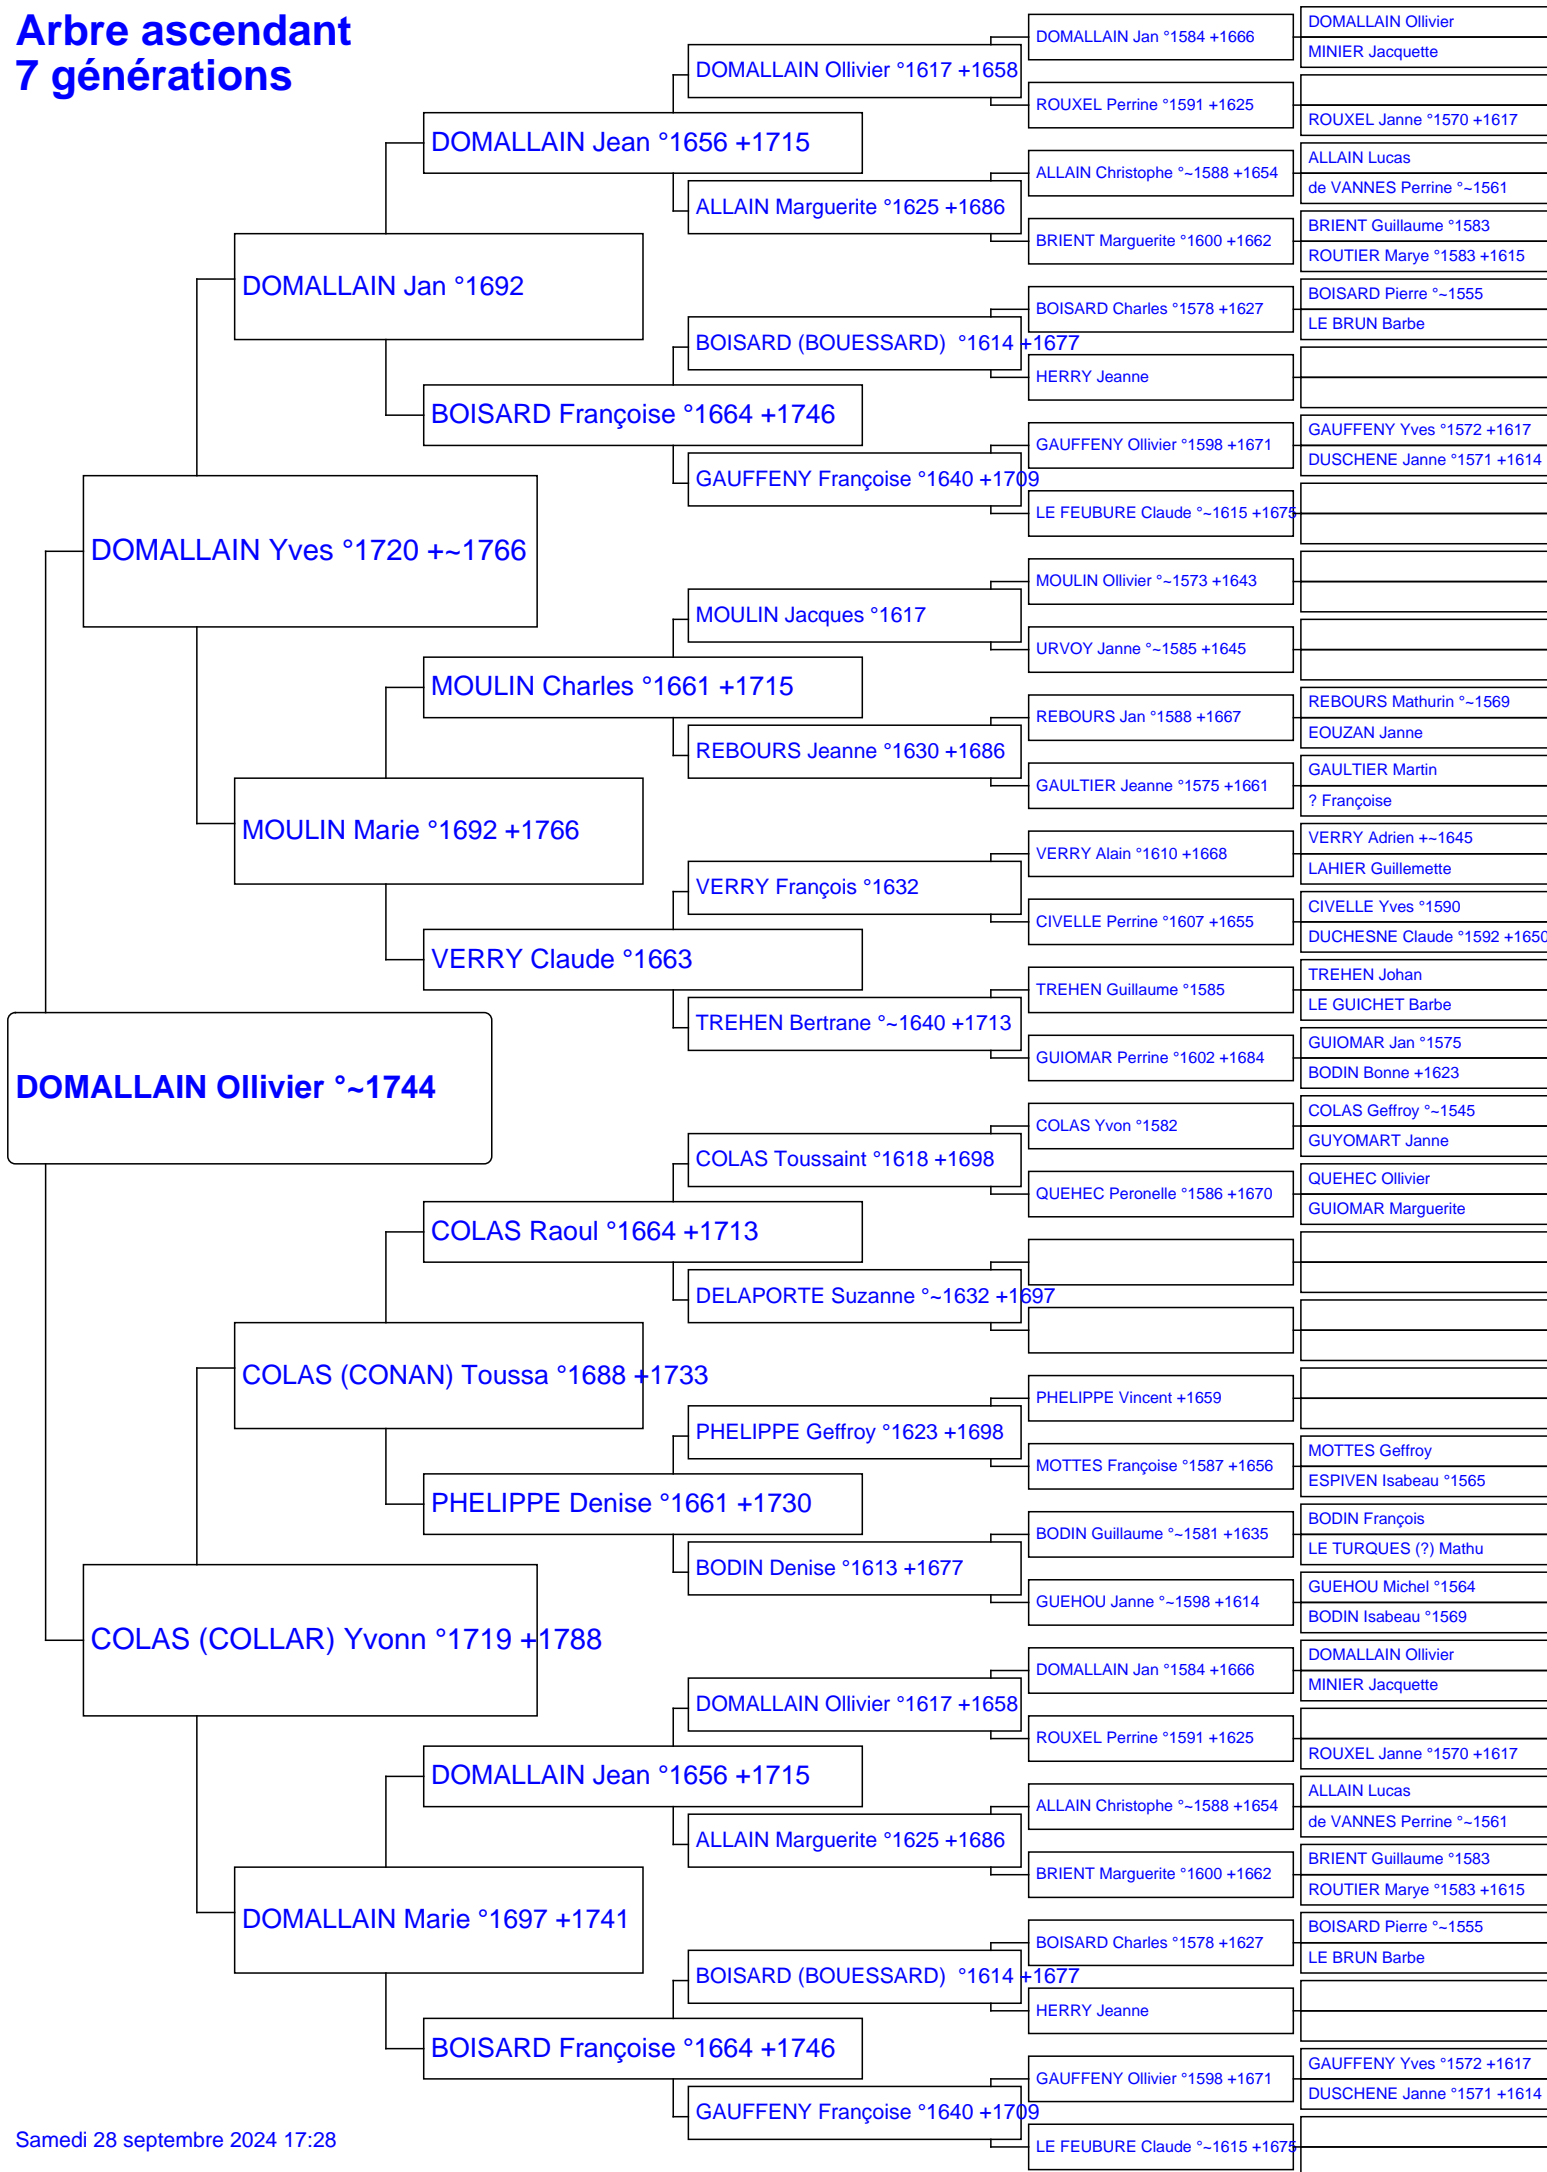 Arbre ascendant
7 générations
DOMALLAIN Ollivier °~1744
DOMALLAIN Yves °1720 +~1766
COLAS (COLLAR) Yvonn °1719 +1788
DOMALLAIN Jan °1692
MOULIN Marie °1692 +1766
COLAS (CONAN) Toussa °1688 +1733
DOMALLAIN Marie °1697 +1741
DOMALLAIN Jean °1656 +1715
BOISARD Françoise °1664 +1746
MOULIN Charles °1661 +1715
VERRY Claude °1663
COLAS Raoul °1664 +1713
PHELIPPE Denise °1661 +1730
DOMALLAIN Jean °1656 +1715
BOISARD Françoise °1664 +1746
DOMALLAIN Ollivier °1617 +1658
ALLAIN Marguerite °1625 +1686
BOISARD (BOUESSARD)  °1614 +1677
GAUFFENY Françoise °1640 +1709
MOULIN Jacques °1617
REBOURS Jeanne °1630 +1686
VERRY François °1632
TREHEN Bertrane °~1640 +1713
COLAS Toussaint °1618 +1698
DELAPORTE Suzanne °~1632 +1697
PHELIPPE Geffroy °1623 +1698
BODIN Denise °1613 +1677
DOMALLAIN Ollivier °1617 +1658
ALLAIN Marguerite °1625 +1686
BOISARD (BOUESSARD)  °1614 +1677
GAUFFENY Françoise °1640 +1709
DOMALLAIN Jan °1584 +1666
ROUXEL Perrine °1591 +1625
ALLAIN Christophe °~1588 +1654
BRIENT Marguerite °1600 +1662
BOISARD Charles °1578 +1627
HERRY Jeanne
GAUFFENY Ollivier °1598 +1671
LE FEUBURE Claude °~1615 +1675
MOULIN Ollivier °~1573 +1643
URVOY Janne °~1585 +1645
REBOURS Jan °1588 +1667
GAULTIER Jeanne °1575 +1661
VERRY Alain °1610 +1668
CIVELLE Perrine °1607 +1655
TREHEN Guillaume °1585
GUIOMAR Perrine °1602 +1684
COLAS Yvon °1582
QUEHEC Peronelle °1586 +1670
PHELIPPE Vincent +1659
MOTTES Françoise °1587 +1656
BODIN Guillaume °~1581 +1635
GUEHOU Janne °~1598 +1614
DOMALLAIN Jan °1584 +1666
ROUXEL Perrine °1591 +1625
ALLAIN Christophe °~1588 +1654
BRIENT Marguerite °1600 +1662
BOISARD Charles °1578 +1627
HERRY Jeanne
GAUFFENY Ollivier °1598 +1671
LE FEUBURE Claude °~1615 +1675
DOMALLAIN Ollivier
MINIER Jacquette
ROUXEL Janne °1570 +1617
ALLAIN Lucas
de VANNES Perrine °~1561
BRIENT Guillaume °1583
ROUTIER Marye °1583 +1615
BOISARD Pierre °~1555
LE BRUN Barbe
GAUFFENY Yves °1572 +1617
DUSCHENE Janne °1571 +1614
REBOURS Mathurin °~1569
EOUZAN Janne
GAULTIER Martin
? Françoise
VERRY Adrien +~1645
LAHIER Guillemette
CIVELLE Yves °1590
DUCHESNE Claude °1592 +1650
TREHEN Johan
LE GUICHET Barbe
GUIOMAR Jan °1575
BODIN Bonne +1623
COLAS Geffroy °~1545
GUYOMART Janne
QUEHEC Ollivier
GUIOMAR Marguerite
MOTTES Geffroy
ESPIVEN Isabeau °1565
BODIN François
LE TURQUES (?) Mathu
GUEHOU Michel °1564
BODIN Isabeau °1569
DOMALLAIN Ollivier
MINIER Jacquette
ROUXEL Janne °1570 +1617
ALLAIN Lucas
de VANNES Perrine °~1561
BRIENT Guillaume °1583
ROUTIER Marye °1583 +1615
BOISARD Pierre °~1555
LE BRUN Barbe
GAUFFENY Yves °1572 +1617
DUSCHENE Janne °1571 +1614
Samedi 28 septembre 2024 17:28